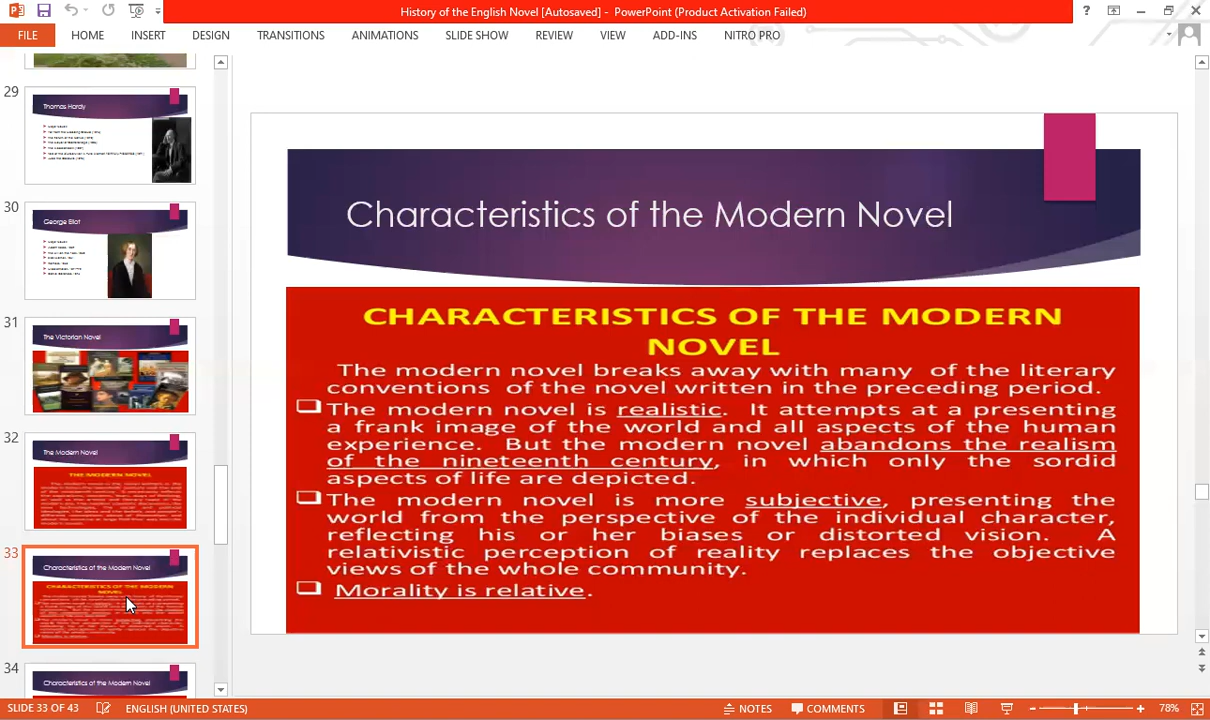 History of the English Novel [Autosaved] - PowerPoint (Product Activation Failed)
FILE HOME INSERT DESIGN TRANSITIONS ANIMATIONS SLIDE SHOW REVIEW VIEW ADD-INS NITRO PRO
29
Thomas Hardy
30
George Eliot
31
The Victorian Novel
32
The Modern Novel
THE MODERN NOVEL
33
Characteristics of the Modern Novel
CHARACTERISTICS OF THE MODERN
NOVEL
34
Characteristics of the Modern Novel
Characteristics of the Modern Novel
CHARACTERISTICS OF THE MODERN
NOVEL
The modern novel breaks away with many of the literary
conventions of the novel written in the preceding period.
The modern novel is realistic. It attempts at a presenting
a frank image of the world and all aspects of the human
experience. But the modern novel abandons the realism
of the nineteenth century, in which only the sordid
aspects of life are depicted.
The modern novel is more subjective, presenting the
world from the perspective of the individual character,
reflecting his or her biases or distorted vision. A
relativistic perception of reality replaces the objective
views of the whole community.
Morality is relative.
SLIDE 33 OF 43 ENGLISH (UNITED STATES) NOTES COMMENTS 78%